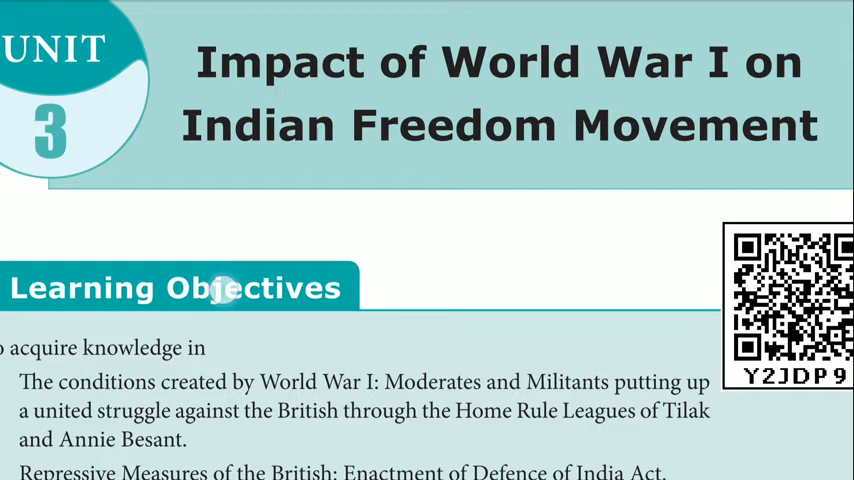 UNIT
3
Impact of World War I on
Indian Freedom Movement
Y2JDP9
Learning Objectives
acquire knowledge in
The conditions created by World War I: Moderates and Militants putting up
a united struggle against the British through the Home Rule Leagues of Tilak
and Annie Besant.
Repressive Measures of the British: Enactment of Defence of India Act.